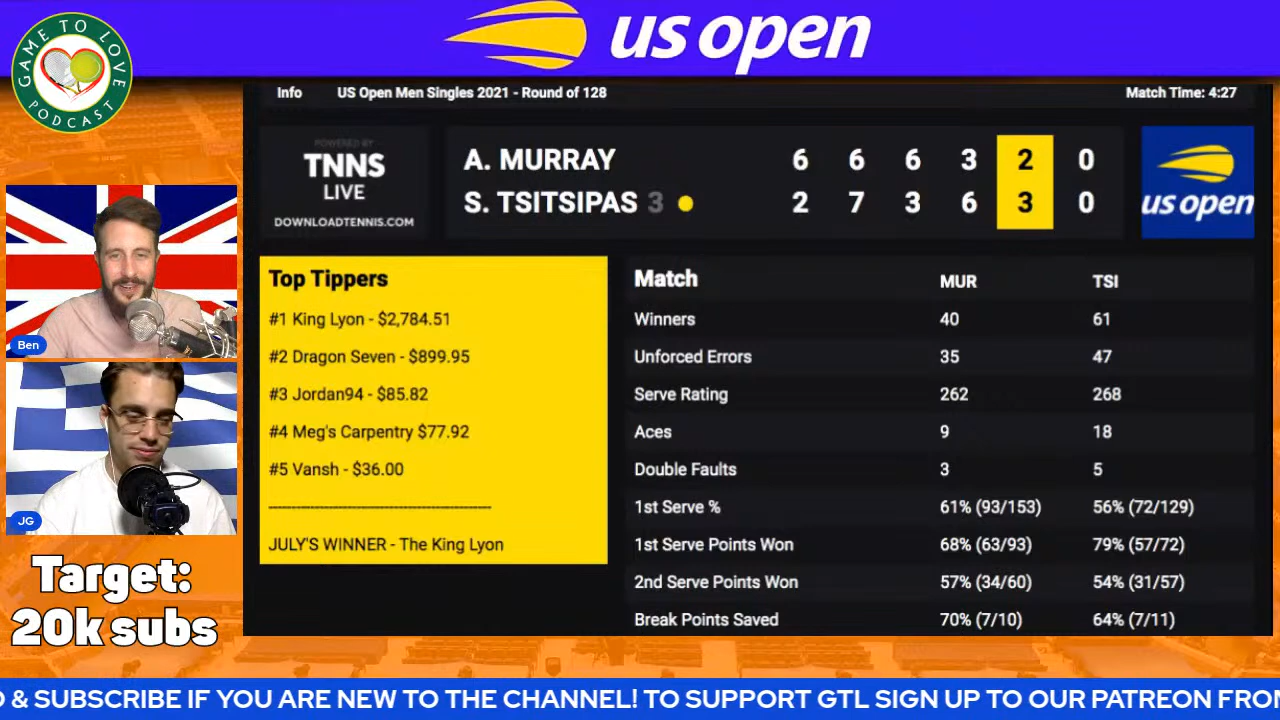 GAME TO LOVE
PODCAST
us open
Info US Open Men Singles 2021 - Round of 128 Match Time: 4:27
POWERED BY
TNNS
LIVE
DOWNLOADTENNIS.COM
A. MURRAY 6 6 6 3 2 0
S. TSITSIPAS 3 2 7 3 6 3 0
us open
Ben
JG
Target:
20k subs
Top Tippers
#1 King Lyon - $2,784.51
#2 Dragon Seven - $899.95
#3 Jordan94 - $85.82
#4 Meg's Carpentry $77.92
#5 Vansh - $36.00
----------------------------------------------------
JULY'S WINNER - The King Lyon
Match MUR TSI
Winners 40 61
Unforced Errors 35 47
Serve Rating 262 268
Aces 9 18
Double Faults 3 5
1st Serve % 61% (93/153) 56% (72/129)
1st Serve Points Won 68% (63/93) 79% (57/72)
2nd Serve Points Won 57% (34/60) 54% (31/57)
Break Points Saved 70% (7/10) 64% (7/11)
& SUBSCRIBE IF YOU ARE NEW TO THE CHANNEL! TO SUPPORT GTL SIGN UP TO OUR PATREON FROM